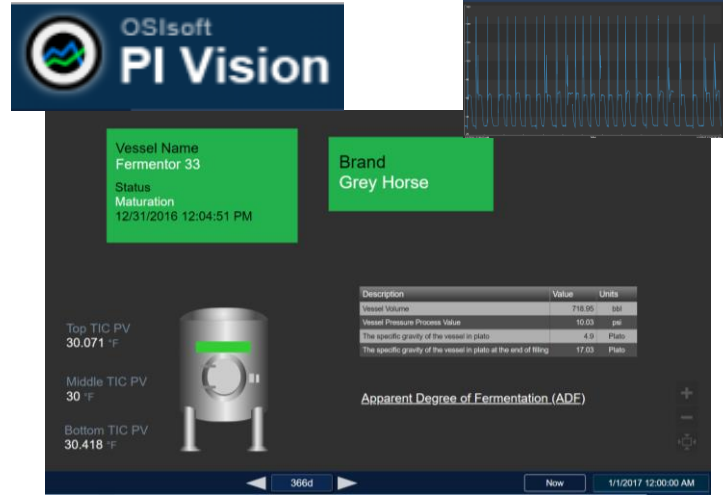 OSIsoft
PI Vision
Vessel Name
Fermentor 33
Status
Maturation
12/31/2016 12:04:51 PM
Brand
Grey Horse
Description Value Units
Vessel Volume 718.95 bbl
Vessel Pressure Process Value 10.03 psi
The specific gravity of the vessel in plato 4.9 Plato
The specific gravity of the vessel in plato at the end of filling 17.03 Plato
Top TIC PV
30.071 °F
Middle TIC PV
30 °F
Bottom TIC PV
30.418 °F
Apparent Degree of Fermentation (ADF)
366d
Now
1/1/2017 12:00:00 AM